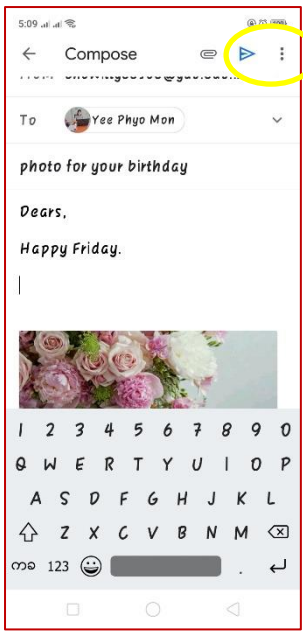 5:09
Compose
To Yee Phyo Mon
photo for your birthday
Dears,
Happy Friday.
1 2 3 4 5 6 7 8 9 0
Q W E R T Y U I O P
A S D F G H J K L
Z X C V B N M
ကခ 123 .